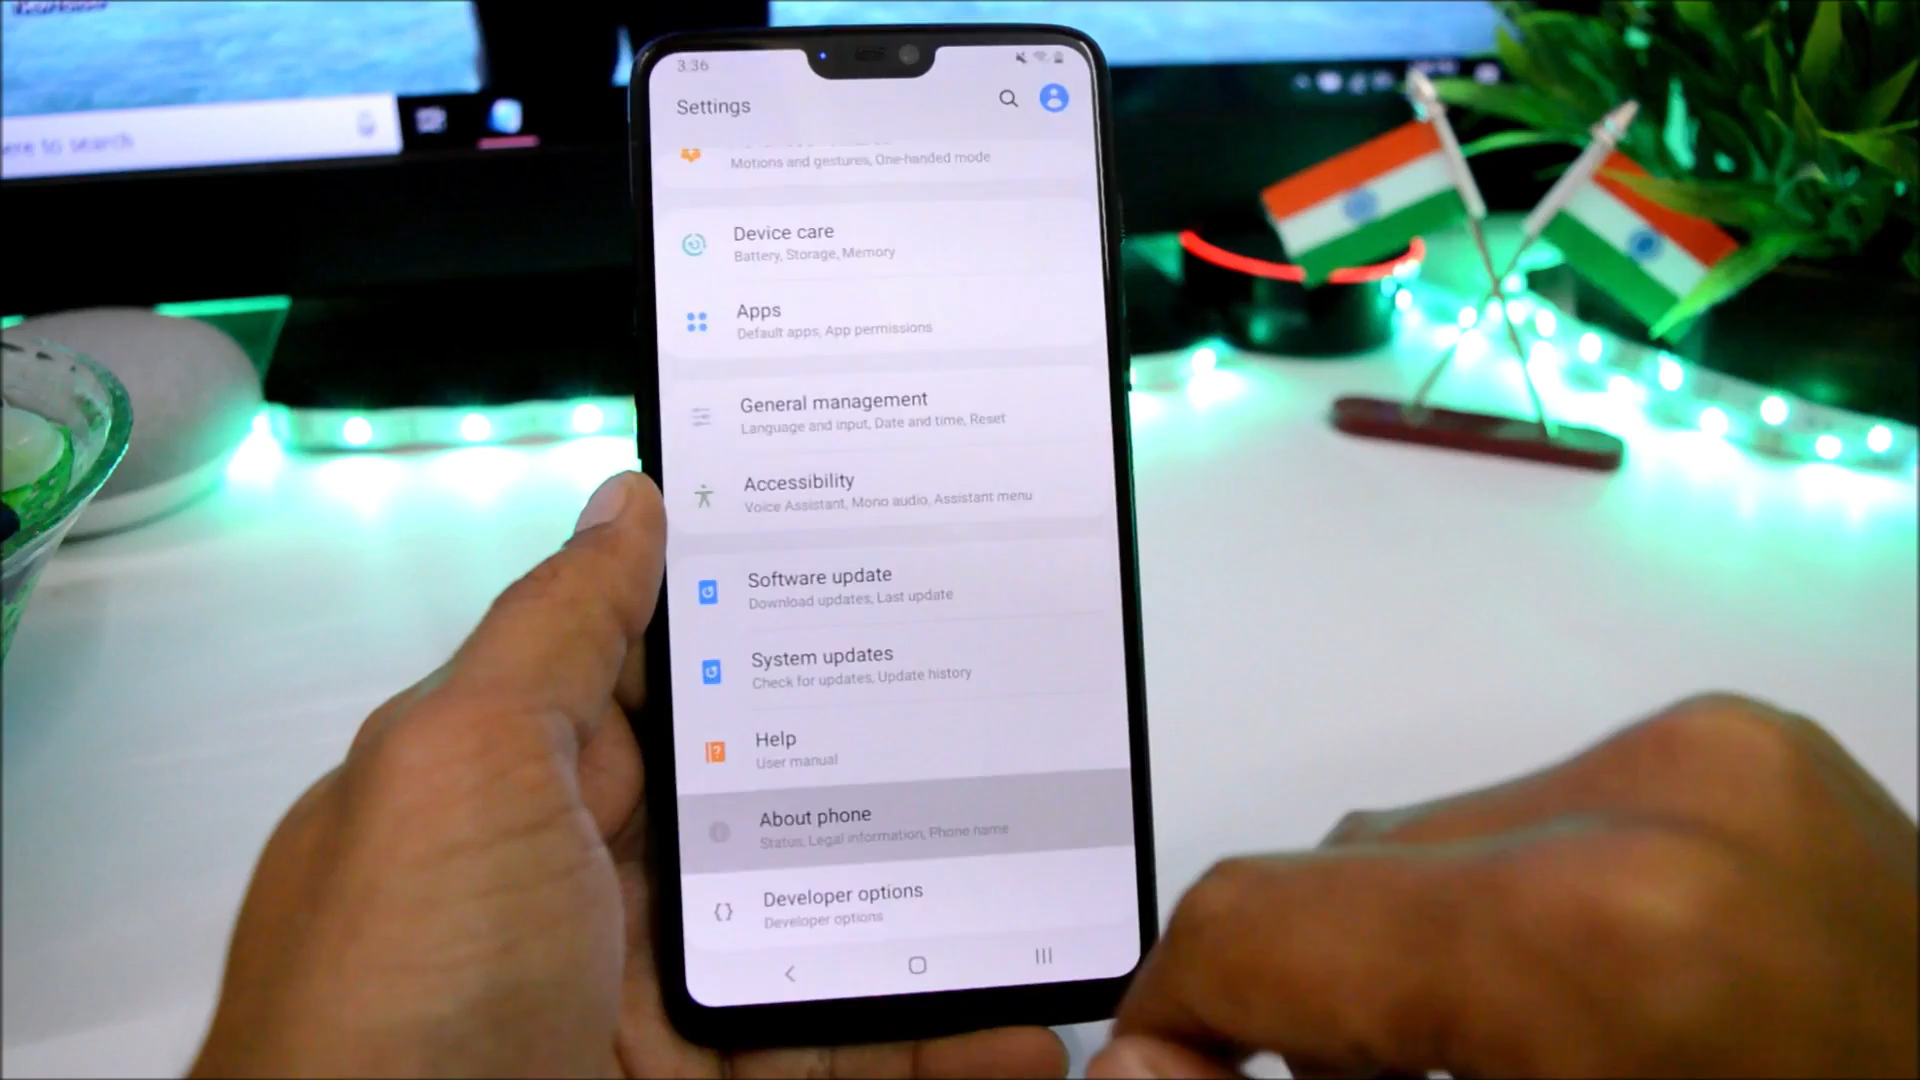 ere to search
3:36
Settings
Motions and gestures, One-handed mode
Device care
Battery, Storage, Memory
Apps
Default apps, App permissions
General management
Language and input, Date and time, Reset
Accessibility
Voice Assistant, Mono audio, Assistant menu
Software update
Download updates, Last update
System updates
Check for updates, Update history
Help
User manual
About phone
Status, Legal information, Phone name
Developer options
Developer options